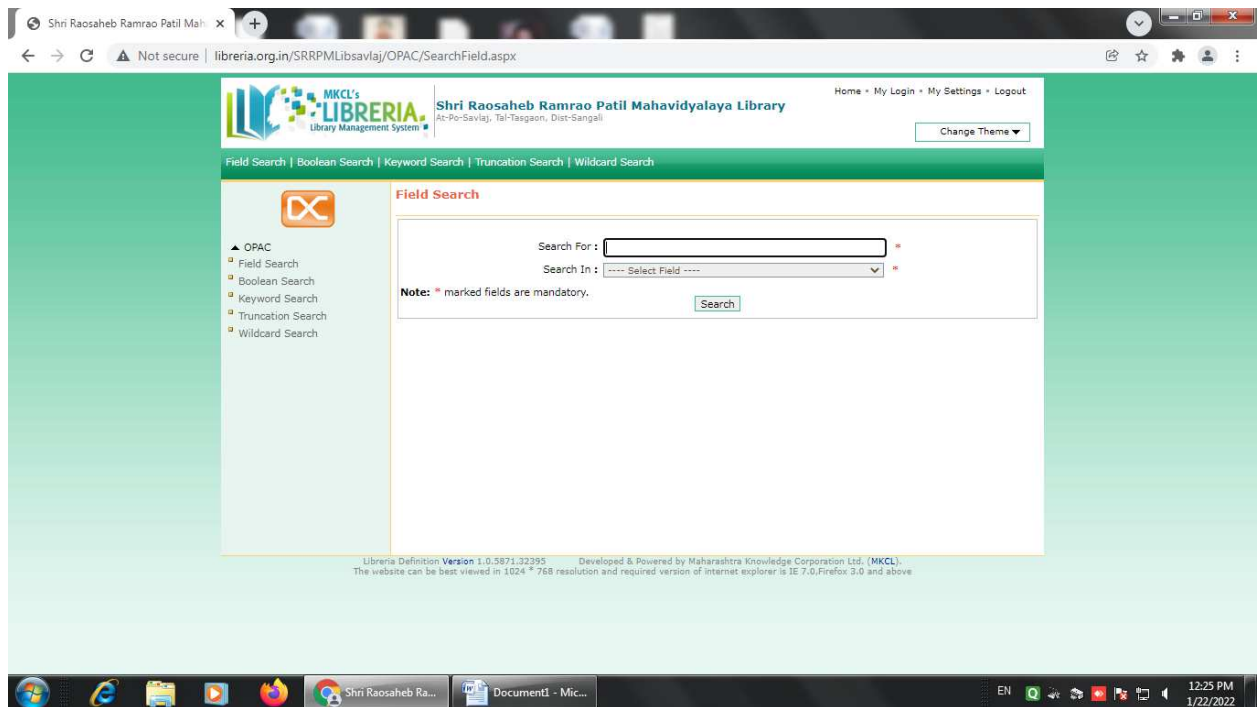 Shri Raosaheb Ramrao Patil Mah
Not secure | libreria.org.in/SRRPMLibsavlaj/OPAC/SearchField.aspx
MKCL's
LIBRERIA
Library Management System
Shri Raosaheb Ramrao Patil Mahavidyalaya Library
At-Po-Savlaj, Tal-Tasgaon, Dist-Sangali
Home • My Login • My Settings • Logout
Change Theme
Field Search | Boolean Search | Keyword Search | Truncation Search | Wildcard Search
OPAC
Field Search
Boolean Search
Keyword Search
Truncation Search
Wildcard Search
Field Search
Search For : *
Search In : ---- Select Field ---- *
Note: * marked fields are mandatory.
Search
Libreria Definition Version 1.0.5871.32395 Developed & Powered by Maharashtra Knowledge Corporation Ltd. (MKCL).
The website can be best viewed in 1024 * 768 resolution and required version of internet explorer is IE 7.0,Firefox 3.0 and above
Shri Raosaheb Ra...
Document1 - Mic...
EN
12:25 PM
1/22/2022